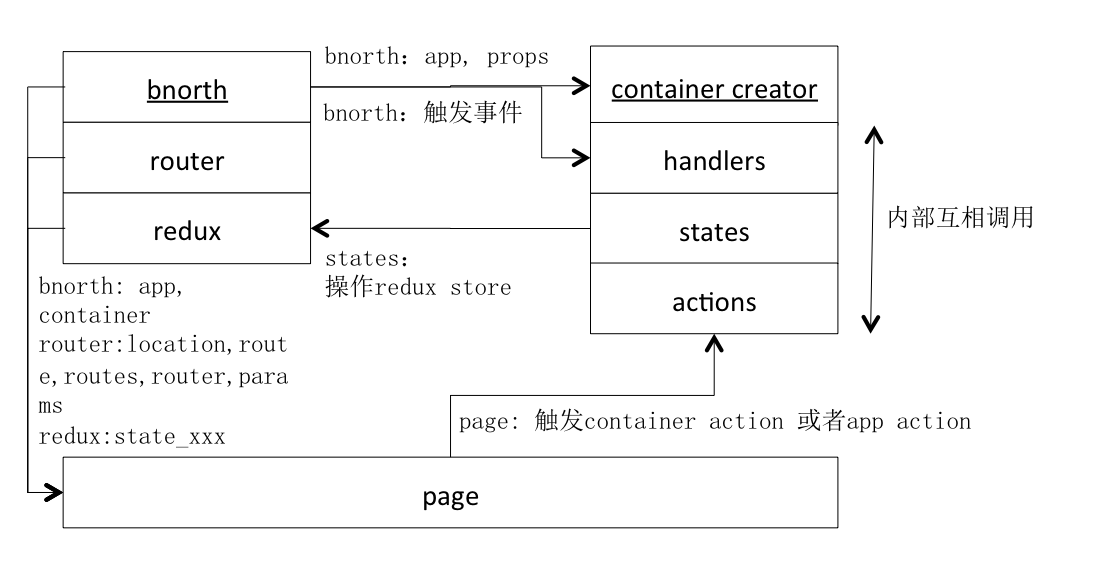 bnorth: app, props
bnorth
container creator
bnorth: 触发事件
router
handlers
redux
states
内部互相调用
states:
操作redux store
actions
bnorth: app,
container
router:location,rout
e,routes,router,para
ms
redux:state_xxx
page: 触发container action 或者app action
page